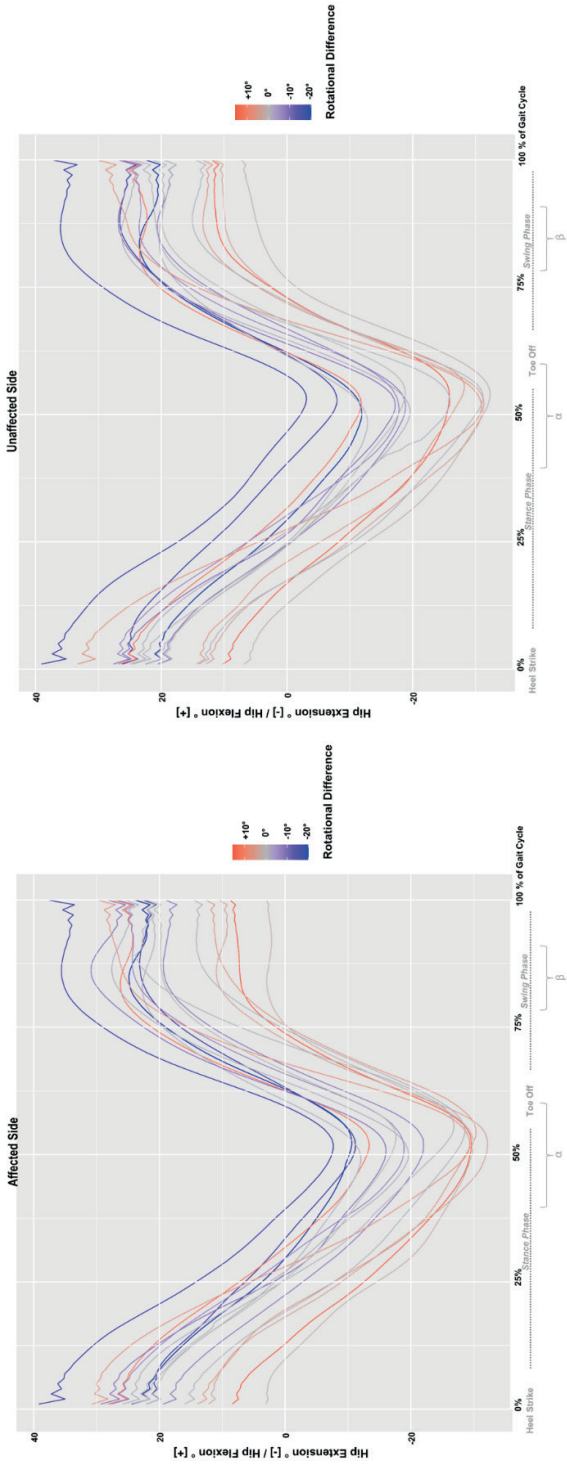 Affected Side
Hip Extension ° [-] / Hip Flexion ° [+]
40
20
0
-20
0%
25%
50%
75%
100 % of Gait Cycle
Heel Strike
Stance Phase
Toe Off
Swing Phase
α
β
+10°
0°
-10°
-20°
Rotational Difference
Unaffected Side
Hip Extension ° [-] / Hip Flexion ° [+]
40
20
0
-20
0%
25%
50%
75%
100 % of Gait Cycle
Heel Strike
Stance Phase
Toe Off
Swing Phase
α
β
+10°
0°
-10°
-20°
Rotational Difference